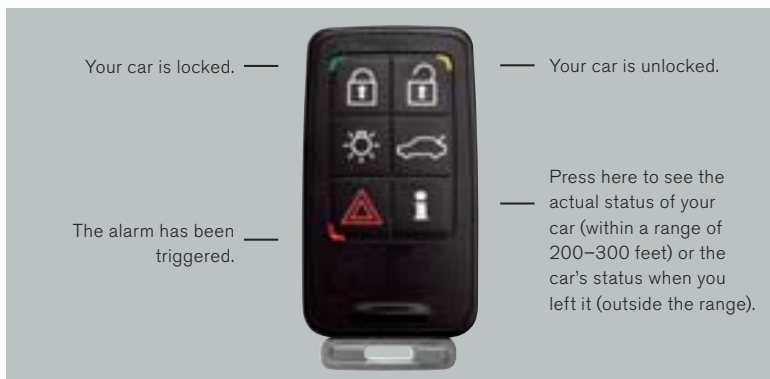 Your car is locked.
Your car is unlocked.
Press here to see the
actual status of your
car (within a range of
200–300 feet) or the
car's status when you
left it (outside the range).
The alarm has been
triggered.